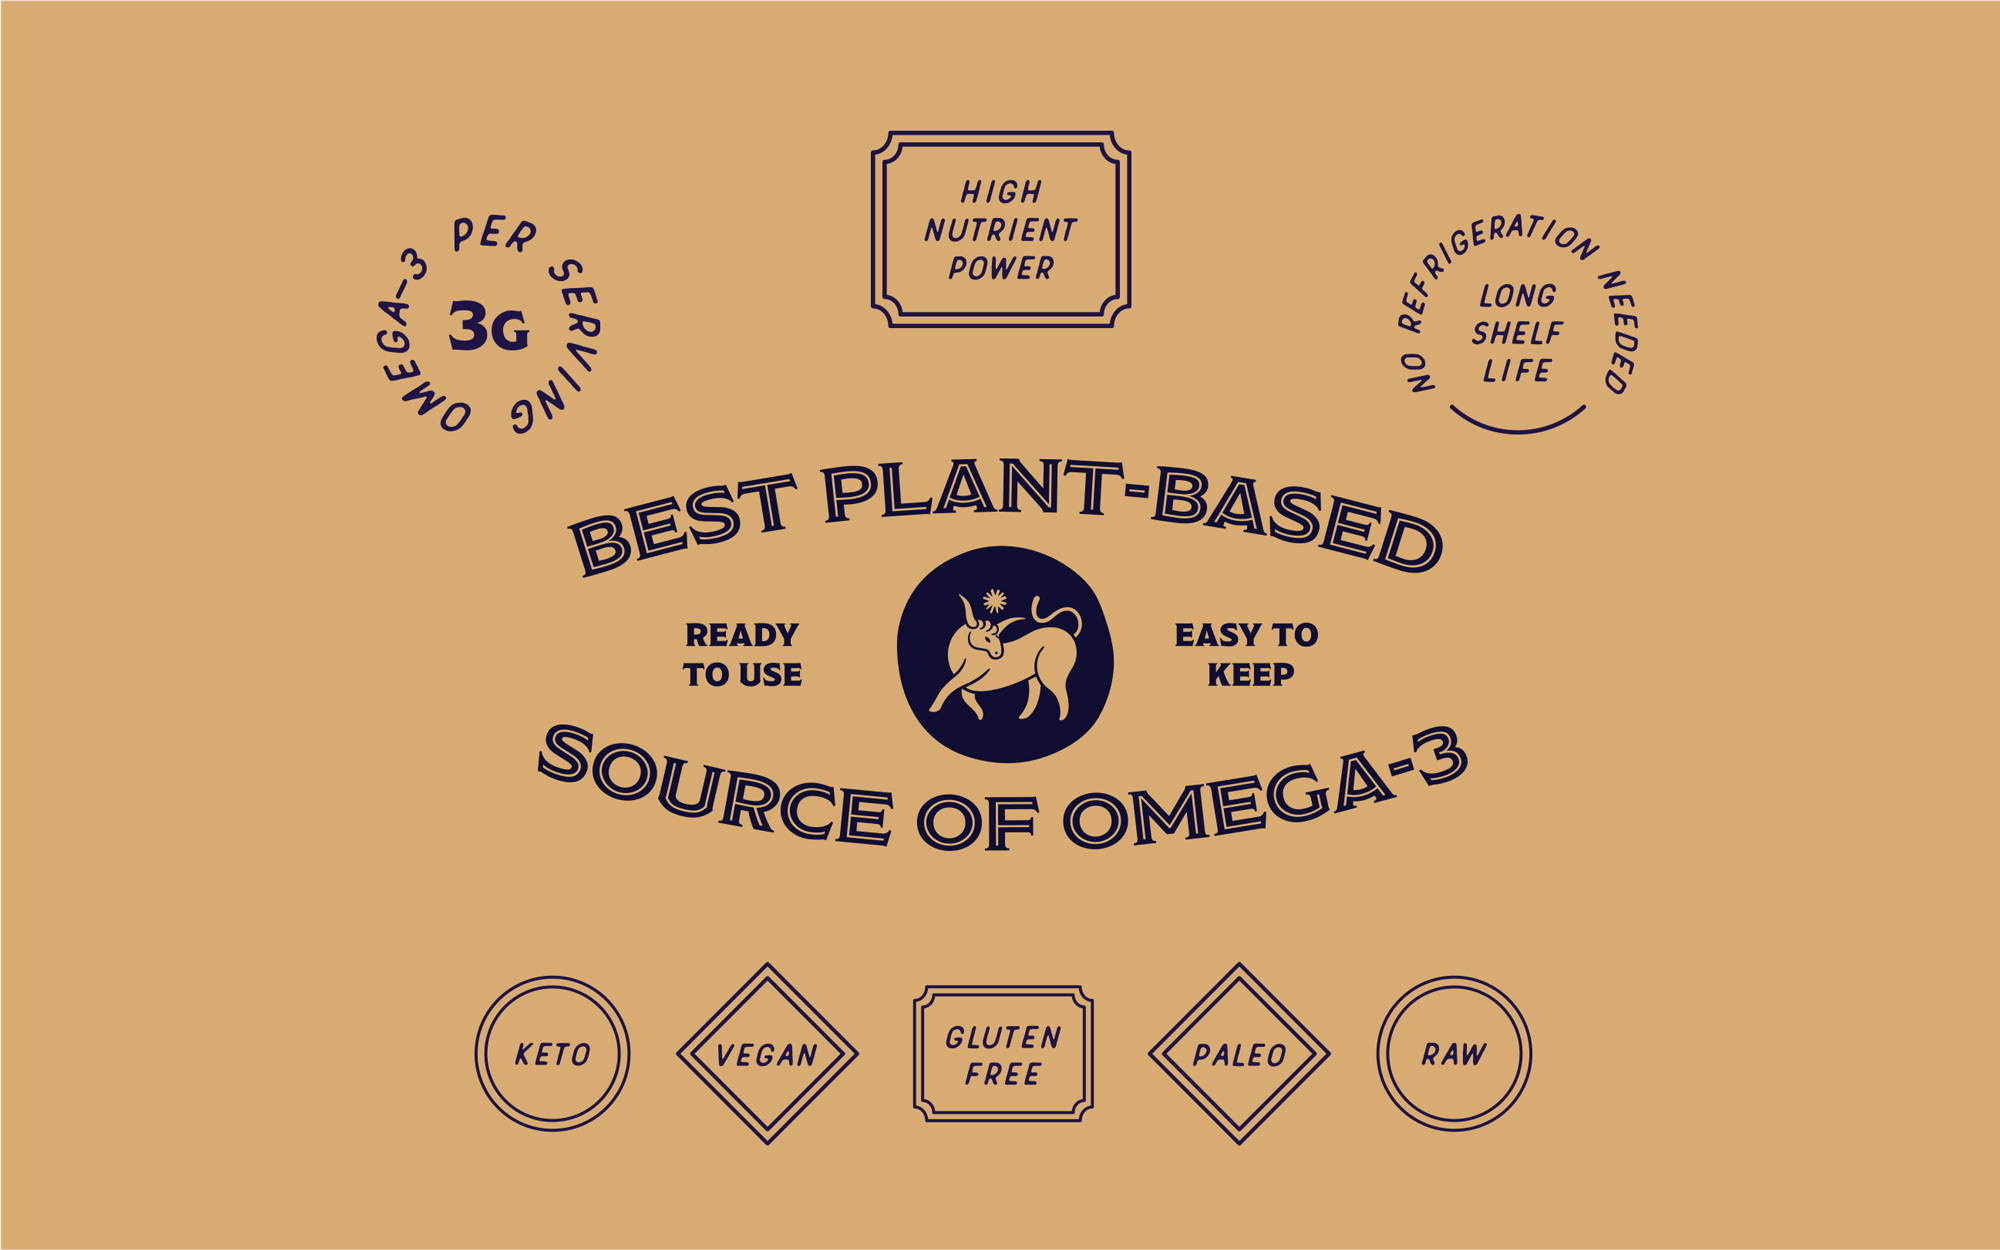 HIGH
NUTRIENT
POWER
OMEGA-3 PER SERVING
3G
NO REFRIGERATION NEEDED
LONG
SHELF
LIFE
BEST PLANT-BASED
READY
TO USE
EASY TO
KEEP
SOURCE OF OMEGA-3
KETO
VEGAN
GLUTEN
FREE
PALEO
RAW